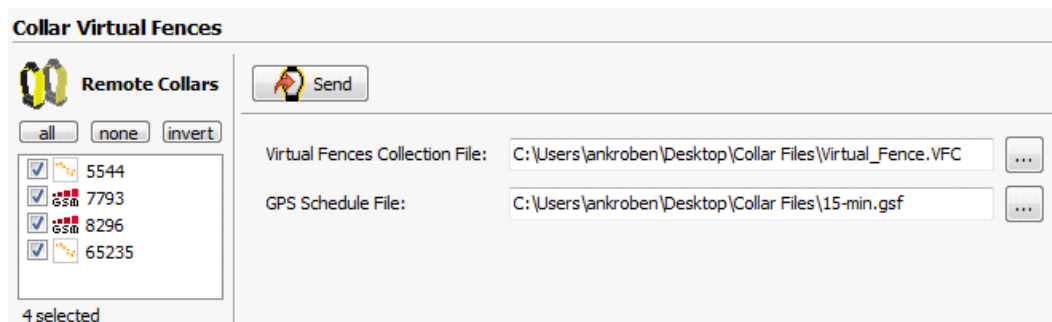 Collar Virtual Fences
Remote Collars
all none invert
5544
GSM 7793
GSM 8296
65235
4 selected
Send
Virtual Fences Collection File: C:\Users\ankroben\Desktop\Collar Files\Virtual_Fence.VFC ...
GPS Schedule File: C:\Users\ankroben\Desktop\Collar Files\15-min.gsf ...